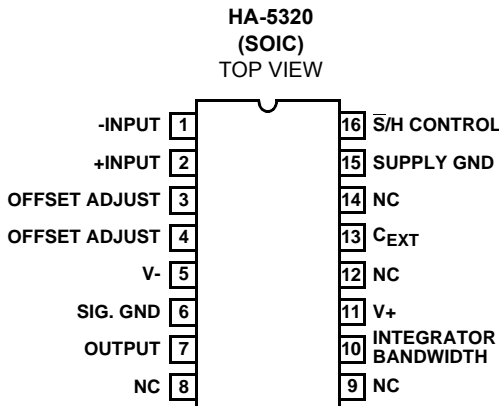 HA-5320
(SOIC)
TOP VIEW
-INPUT 1
+INPUT 2
OFFSET ADJUST 3
OFFSET ADJUST 4
V- 5
SIG. GND 6
OUTPUT 7
NC 8
16 S̅/H CONTROL
15 SUPPLY GND
14 NC
13 CEXT
12 NC
11 V+
10 INTEGRATOR
BANDWIDTH
9 NC